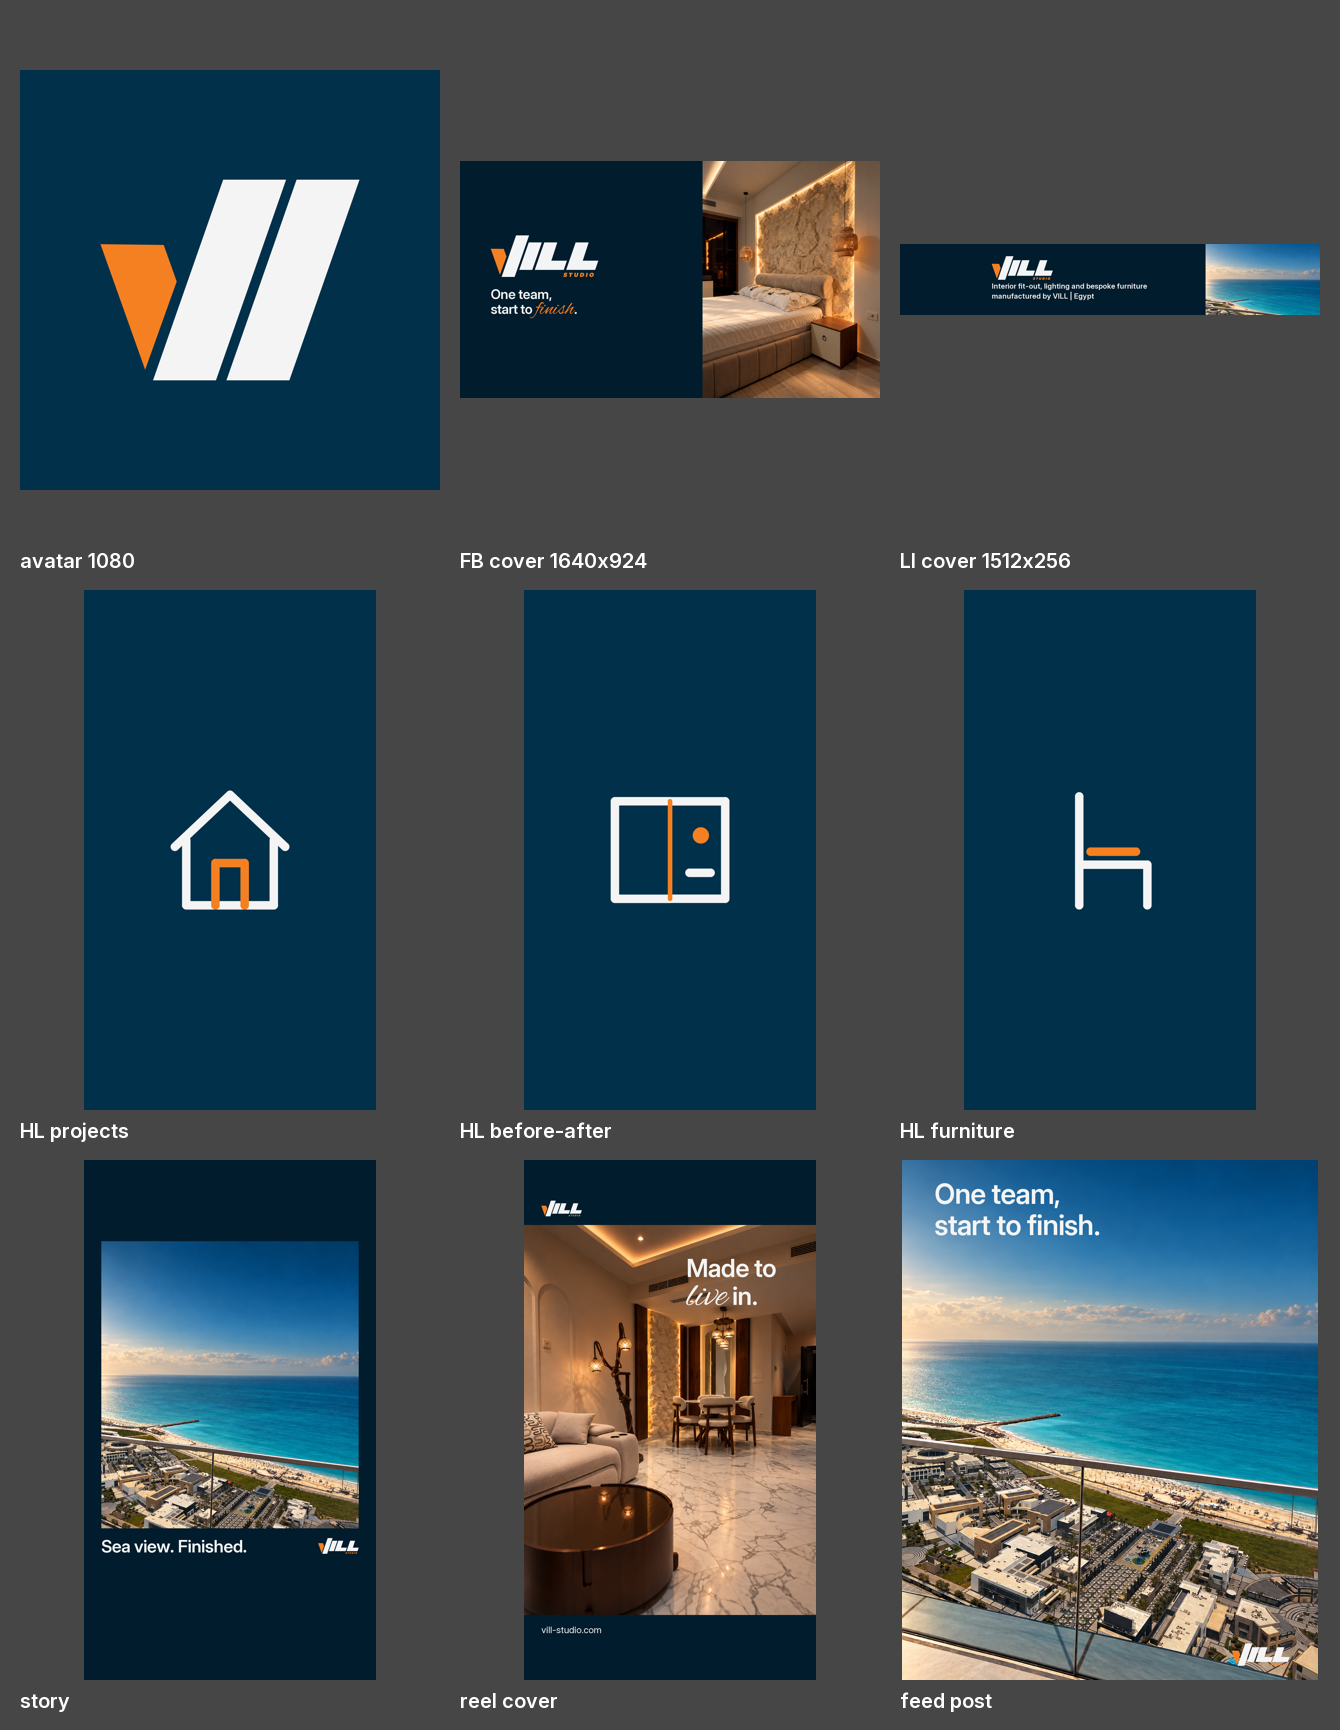 VILL
STUDIO
One team,
start to finish.
VILL
STUDIO
Interior fit-out, lighting and bespoke furniture
manufactured by VILL | Egypt
avatar 1080
FB cover 1640x924
LI cover 1512x256
HL projects
HL before-after
HL furniture
Sea view. Finished.
VILL
STUDIO
VILL
STUDIO
Made to
live in.
vill-studio.com
One team,
start to finish.
VILL
story
reel cover
feed post